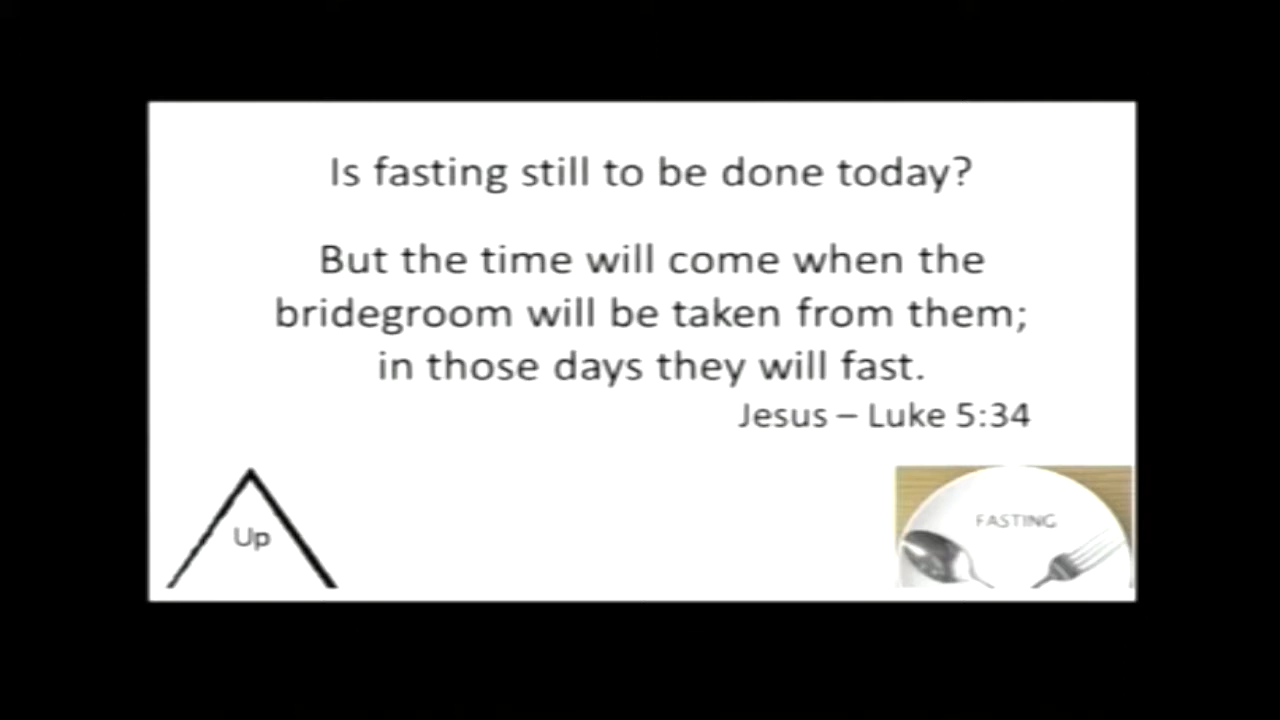 Is fasting still to be done today?
But the time will come when the
bridegroom will be taken from them;
in those days they will fast.
Jesus – Luke 5:34
Up
FASTING